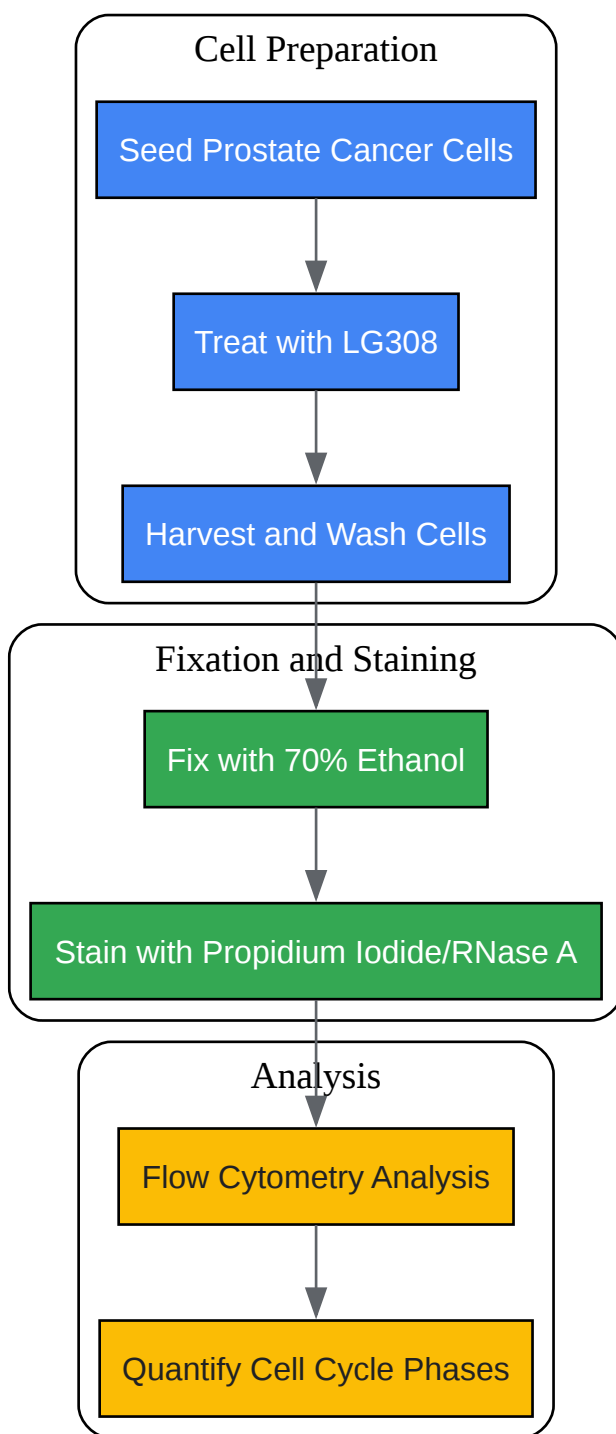 Cell Preparation
Seed Prostate Cancer Cells
Treat with LG308
Harvest and Wash Cells
Fixation and Staining
Fix with 70% Ethanol
Stain with Propidium Iodide/RNase A
Analysis
Flow Cytometry Analysis
Quantify Cell Cycle Phases